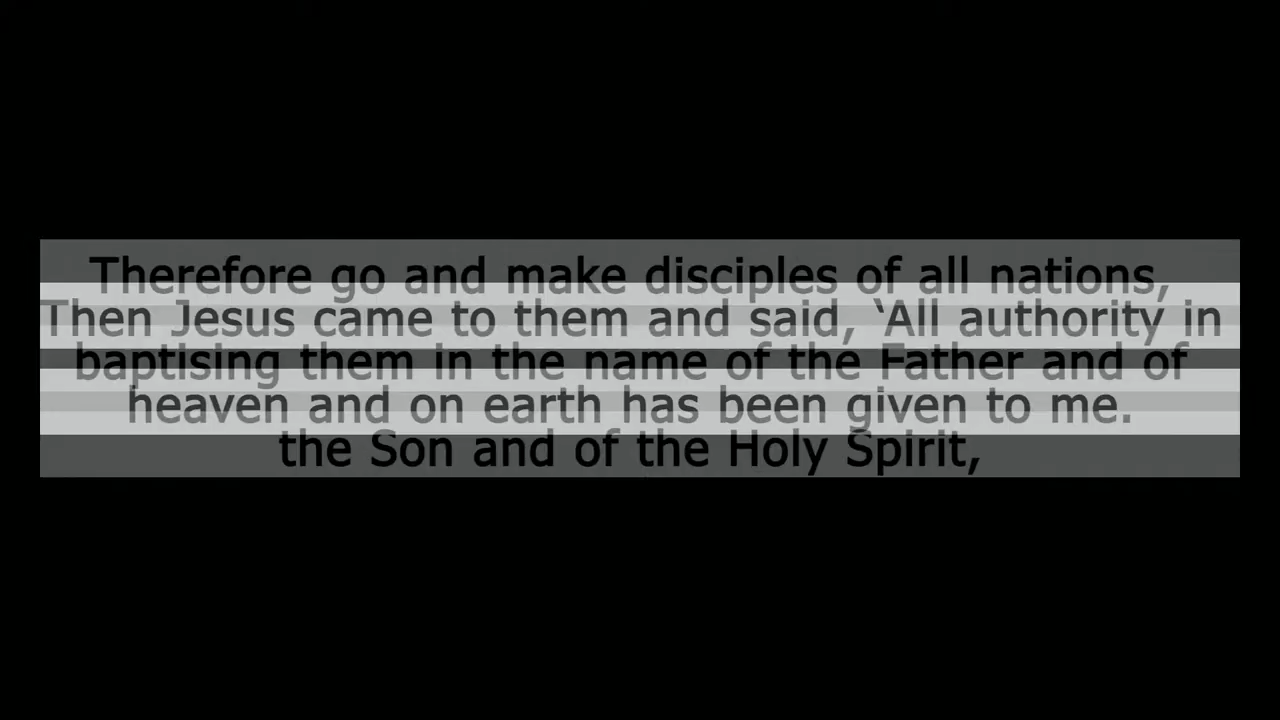 Therefore go and make disciples of all nations,
Then Jesus came to them and said, ‘All authority in
baptising them in the name of the Father and of
heaven and on earth has been given to me.
the Son and of the Holy Spirit,